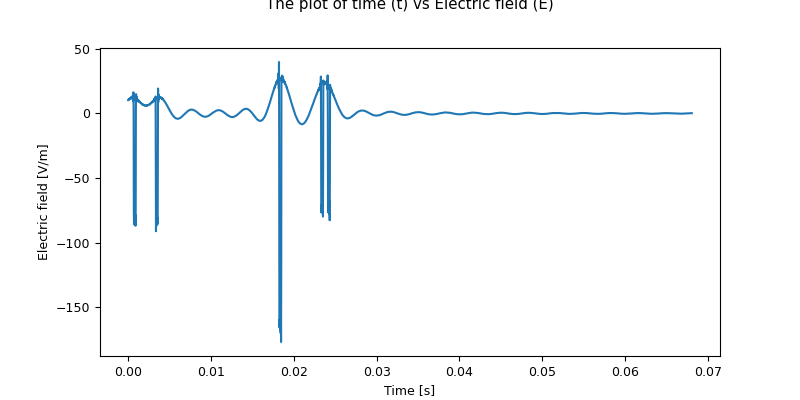 The plot of time (t) vs Electric field (E)
50
0
−50
−100
−150
Electric field [V/m]
0.00 0.01 0.02 0.03 0.04 0.05 0.06 0.07
Time [s]